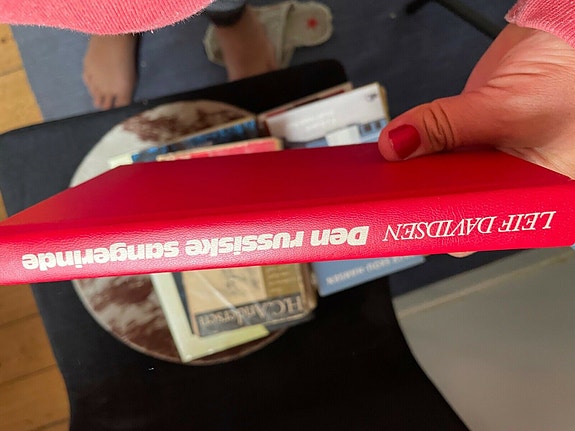 LEIF DAVIDSEN Den russiske sangerinde
H.C. Andersen